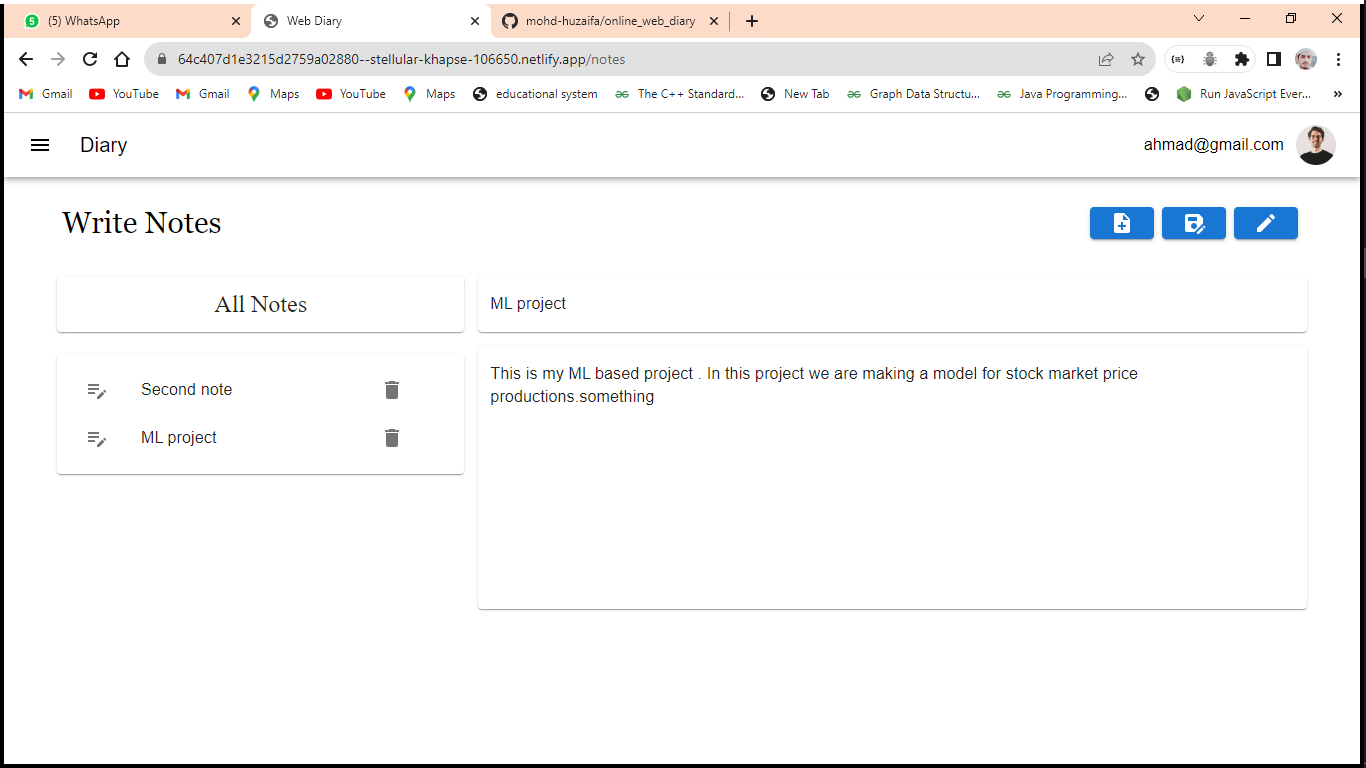 (5) WhatsApp
Web Diary
mohd-huzaifa/online_web_diary
64c407d1e3215d2759a02880--stellular-khapse-106650.netlify.app/notes
Gmail YouTube Gmail Maps YouTube Maps educational system The C++ Standard... New Tab Graph Data Structu... Java Programming... Run JavaScript Ever... »
Diary
ahmad@gmail.com
Write Notes
All Notes
Second note
ML project
ML project
This is my ML based project . In this project we are making a model for stock market price
productions.something